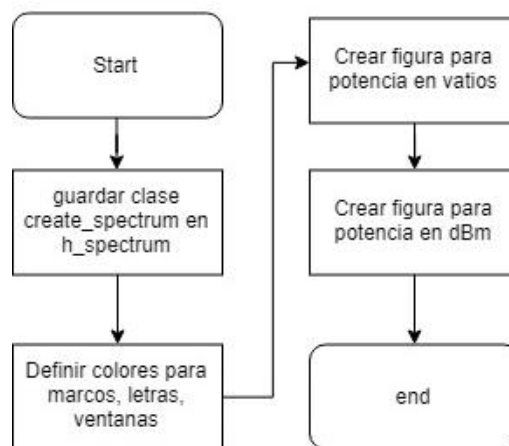 Start
guardar clase
create_spectrum en
h_spectrum
Definir colores para
marcos, letras,
ventanas
Crear figura para
potencia en vatios
Crear figura para
potencia en dBm
end